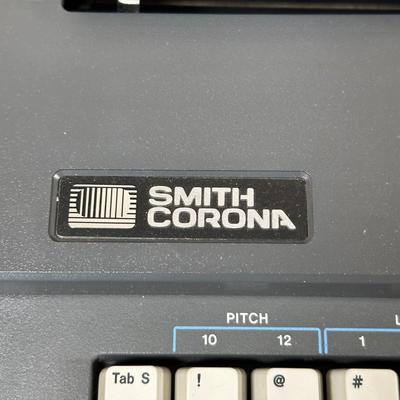 SMITH
CORONA
PITCH
10 12 1
Tab S ! @ #